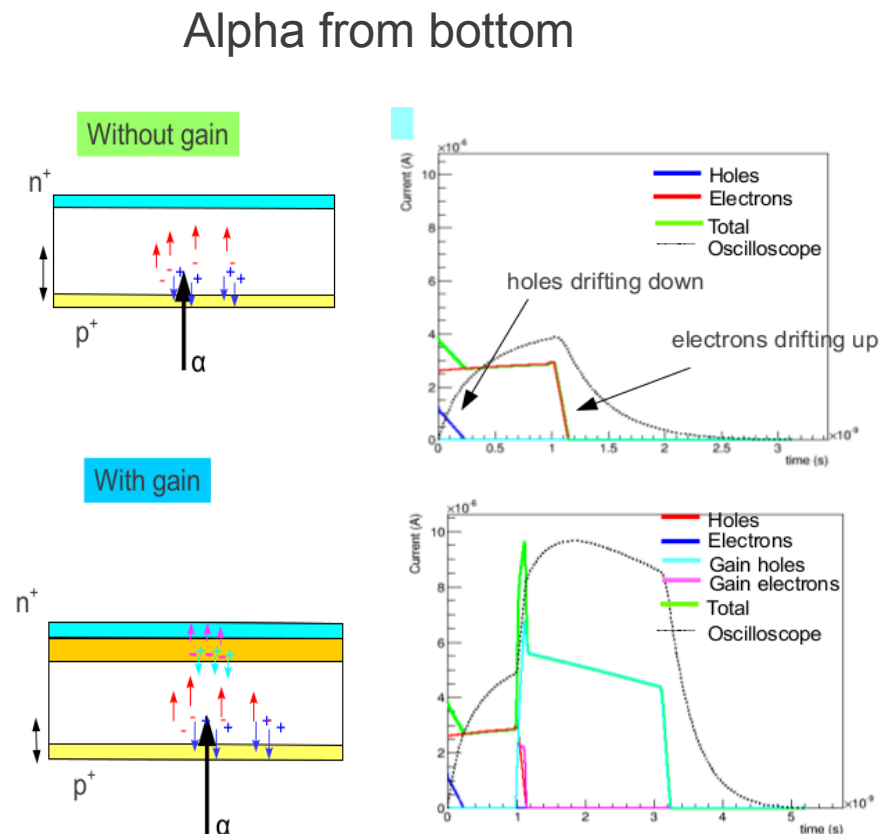 Alpha from bottom
Without gain
n+
p+
α
- - - -
+ + + +
Current (A)
×10⁻⁶
10
8
6
4
2
0
Holes
Electrons
Total
Oscilloscope
holes drifting down
electrons drifting up
0 0.5 1 1.5 2 2.5 3
×10⁻⁹
time (s)
With gain
n+
p+
α
Current (A)
×10⁻⁶
10
8
6
4
2
0
Holes
Electrons
Gain holes
Gain electrons
Total
Oscilloscope
0 1 2 3 4 5
×10⁻⁹
time (s)